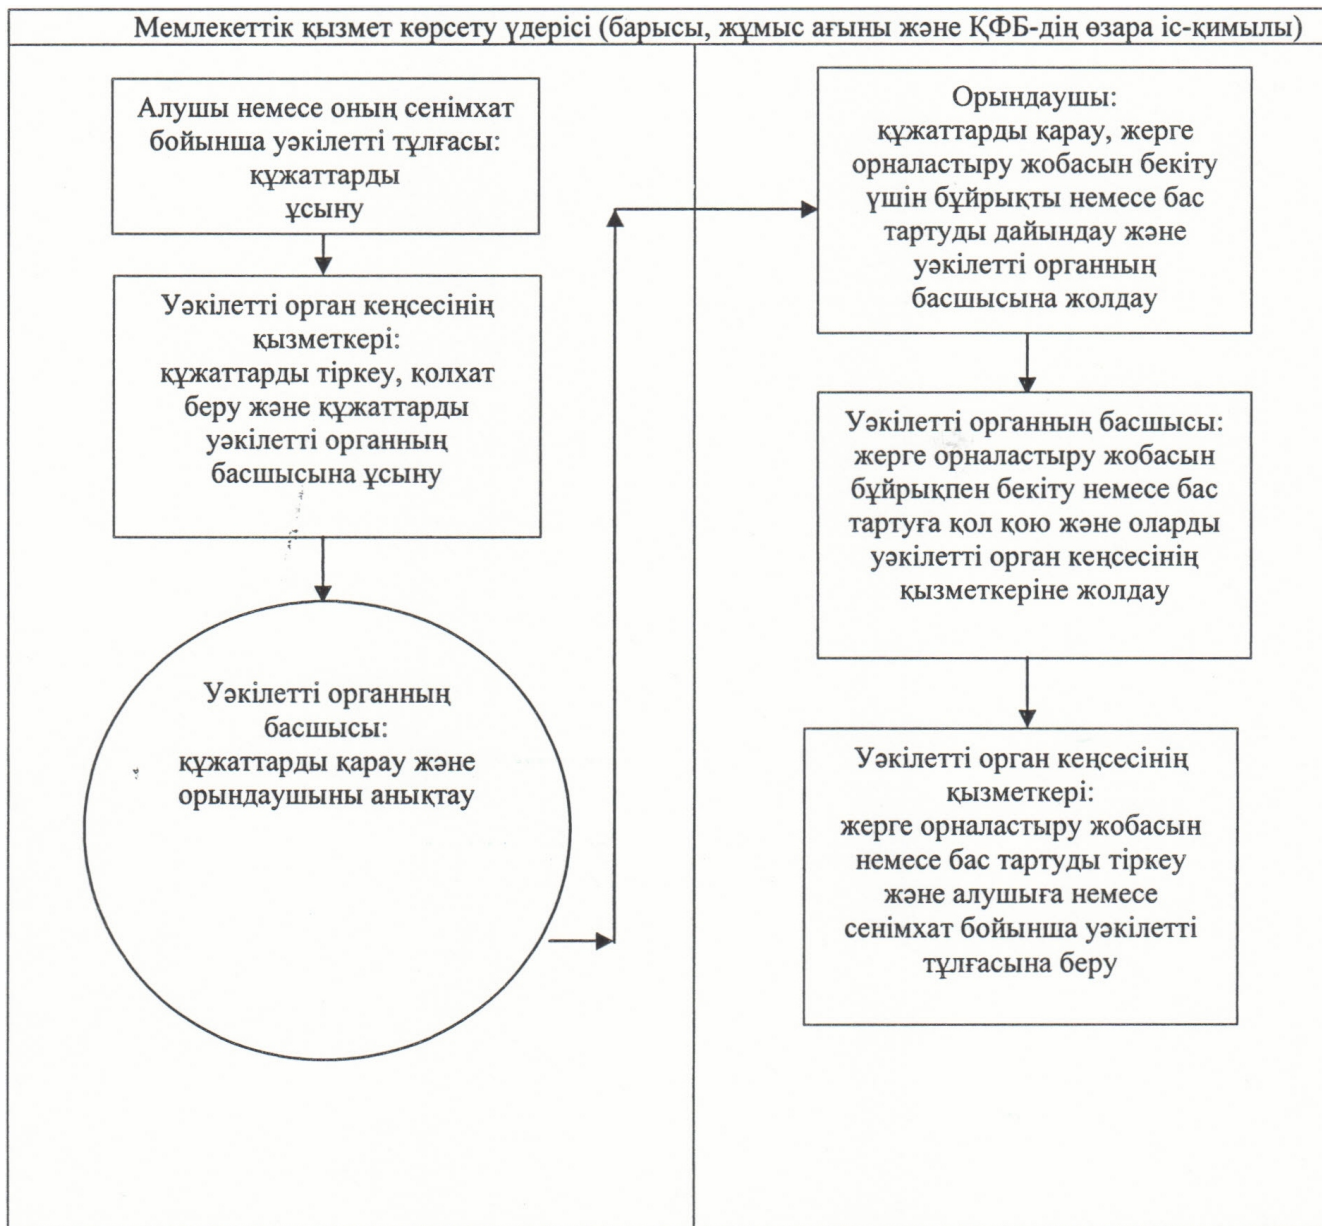 Мемлекеттік қызмет көрсету үдерісі (барысы, жұмыс ағыны және ҚФБ-дің өзара іс-қимылы)
Алушы немесе оның сенімхат
бойынша уәкілетті тұлғасы:
құжаттарды
ұсыну
Уәкілетті орган кеңсесінің
қызметкері:
құжаттарды тіркеу, қолхат
беру және құжаттарды
уәкілетті органның
басшысына ұсыну
Уәкілетті органның
басшысы:
құжаттарды қарау және
орындаушыны анықтау
Орындаушы:
құжаттарды қарау, жерге
орналастыру жобасын бекіту
үшін бұйрықты немесе бас
тартуды дайындау және
уәкілетті органның
басшысына жолдау
Уәкілетті органның басшысы:
жерге орналастыру жобасын
бұйрықпен бекіту немесе бас
тартуға қол қою және оларды
уәкілетті орган кеңсесінің
қызметкеріне жолдау
Уәкілетті орган кеңсесінің
қызметкері:
жерге орналастыру жобасын
немесе бас тартуды тіркеу
және алушыға немесе
сенімхат бойынша уәкілетті
тұлғасына беру